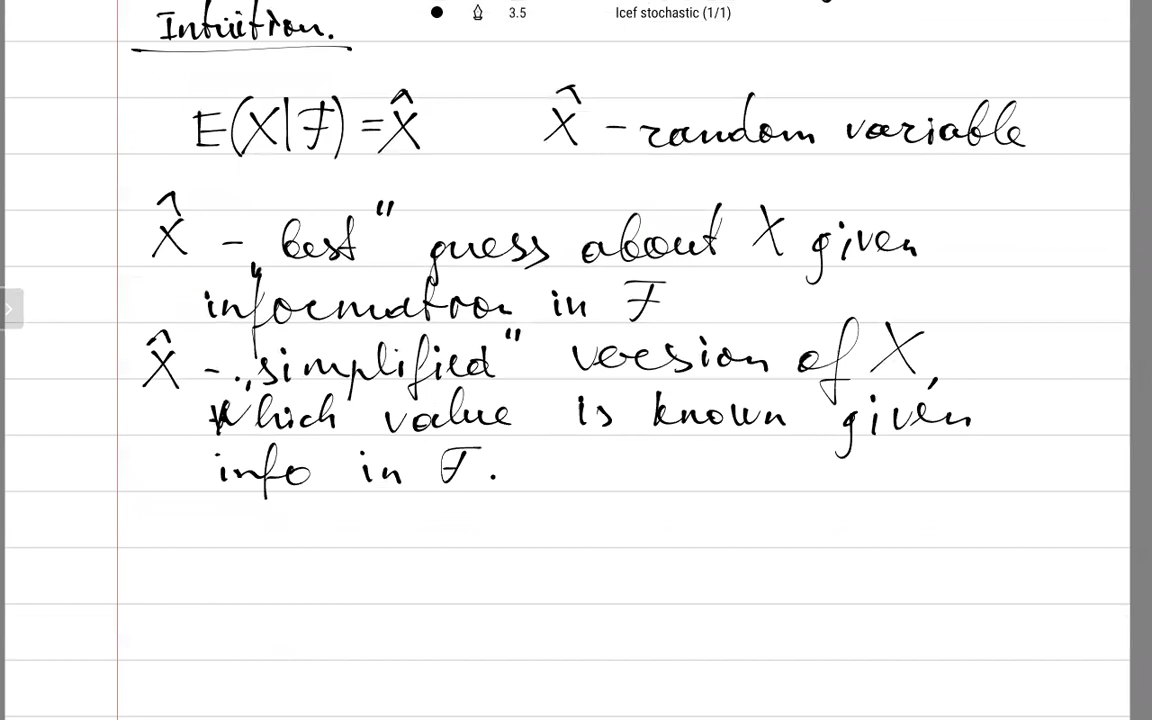 3.5 Icef stochastic (1/1)
Intuition.
E(X|F) = X̂ X̂ - random variable
X̂ - „best" guess about X given
information in F
X̂ - „simplified" version of X,
which value is known given
info in F.